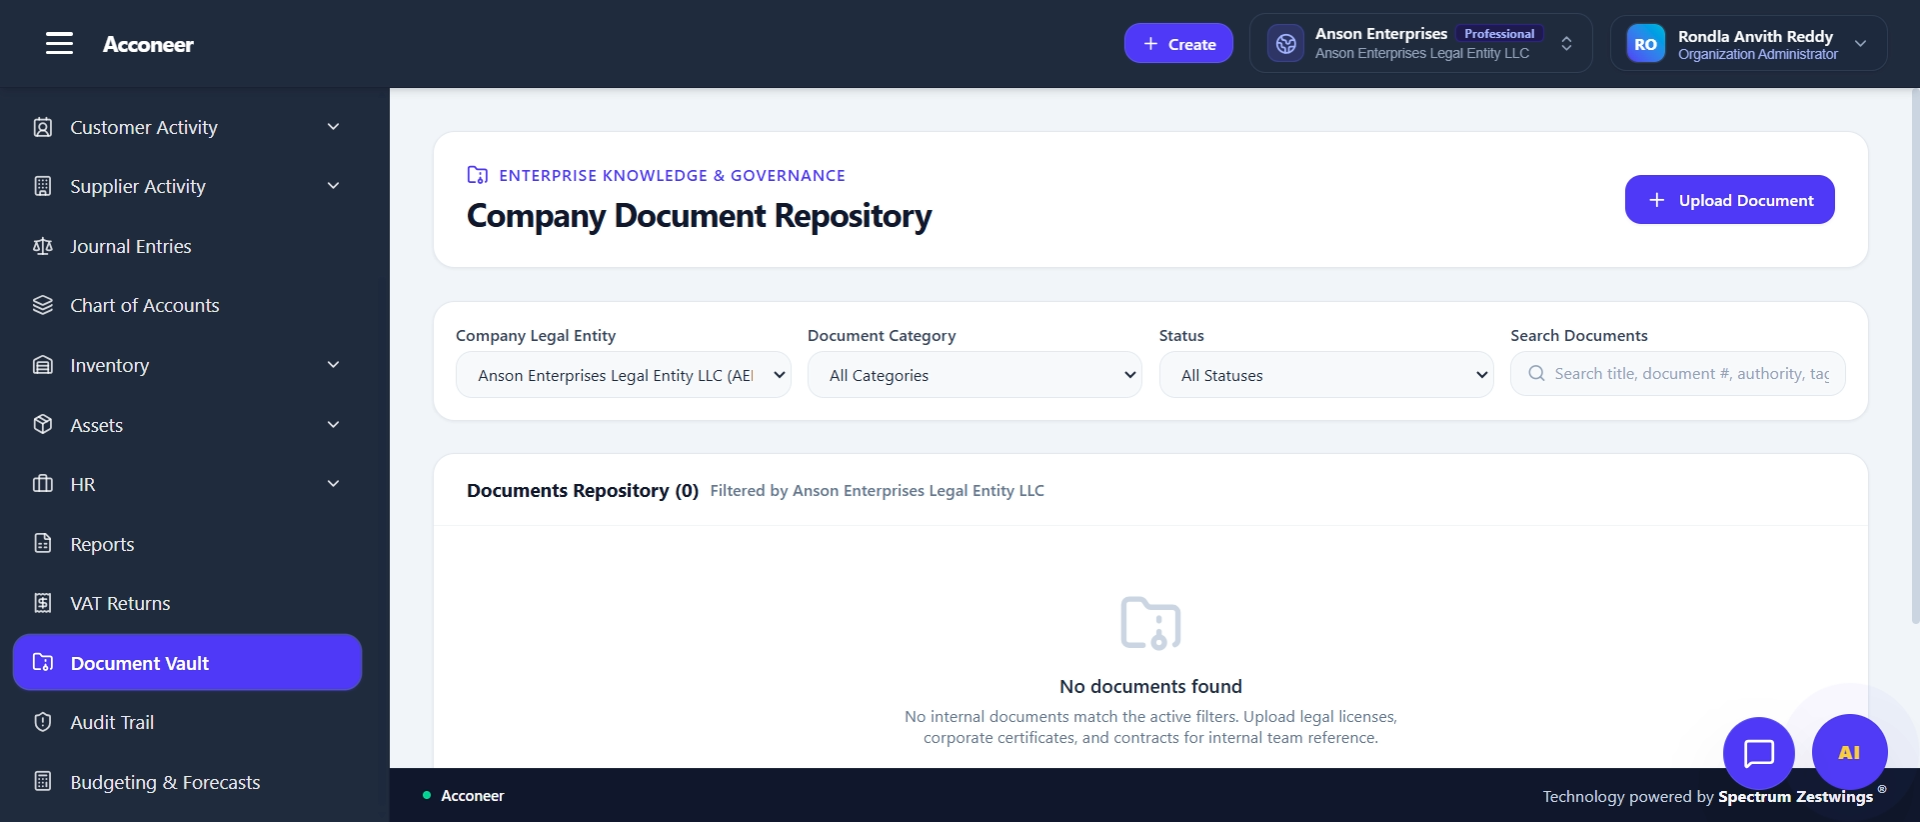 Acconeer
Create
Anson Enterprises Professional
Anson Enterprises Legal Entity LLC
RO
Rondla Anvith Reddy
Organization Administrator
Customer Activity
Supplier Activity
Journal Entries
Chart of Accounts
Inventory
Assets
HR
Reports
VAT Returns
Document Vault
Audit Trail
Budgeting & Forecasts
ENTERPRISE KNOWLEDGE & GOVERNANCE
Company Document Repository
Upload Document
Company Legal Entity
Anson Enterprises Legal Entity LLC (AE
Document Category
All Categories
Status
All Statuses
Search Documents
Search title, document #, authority, tag
Documents Repository (0) Filtered by Anson Enterprises Legal Entity LLC
No documents found
No internal documents match the active filters. Upload legal licenses,
corporate certificates, and contracts for internal team reference.
AI
Acconeer
Technology powered by Spectrum Zestwings ®